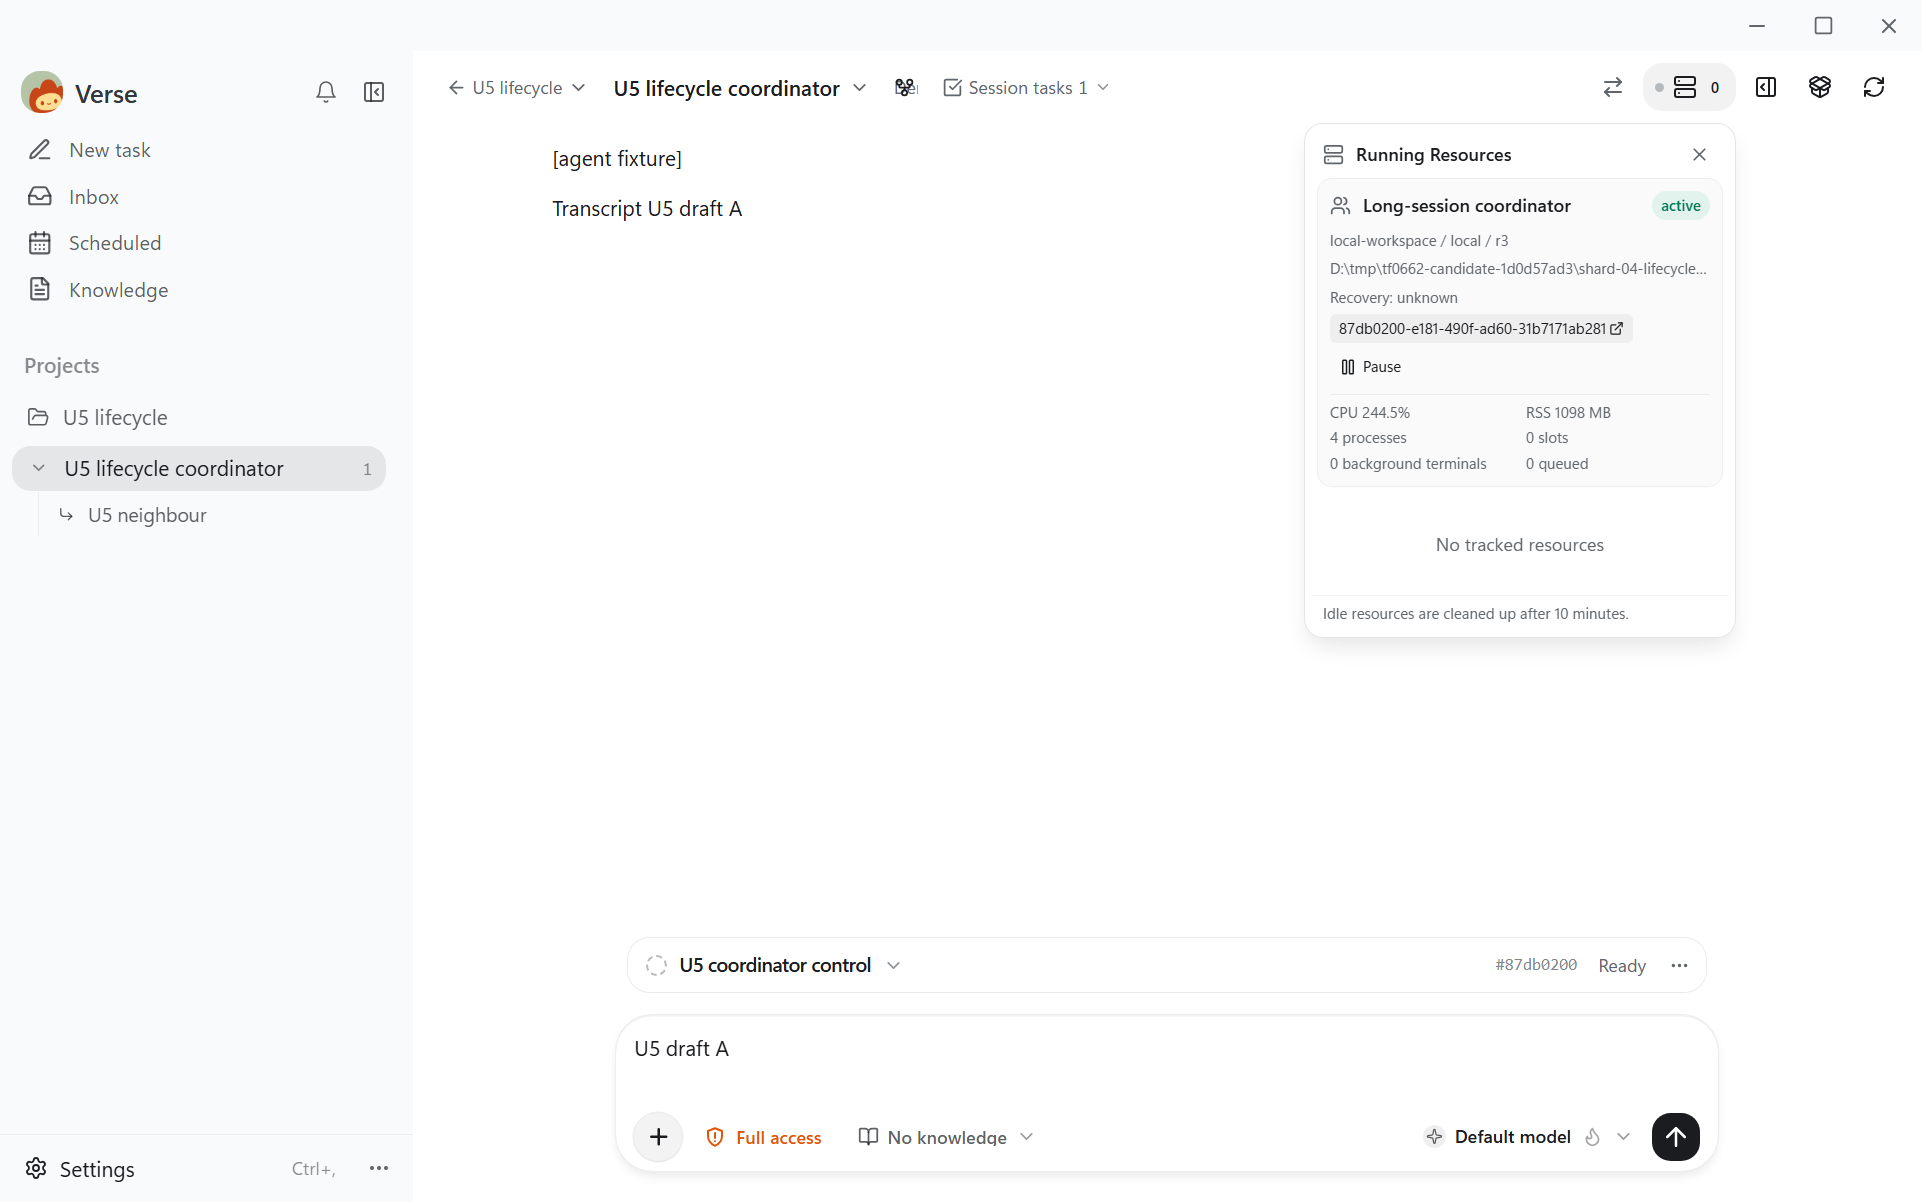 Verse
New task
Inbox
Scheduled
Knowledge
Projects
U5 lifecycle
U5 lifecycle coordinator 1
U5 neighbour
Settings Ctrl+,
U5 lifecycle
U5 lifecycle coordinator
Session tasks 1
0
[agent fixture]
Transcript U5 draft A
Running Resources
Long-session coordinator active
local-workspace / local / r3
D:\tmp\tf0662-candidate-1d0d57ad3\shard-04-lifecycle...
Recovery: unknown
87db0200-e181-490f-ad60-31b7171ab281
Pause
CPU 244.5% RSS 1098 MB
4 processes 0 slots
0 background terminals 0 queued
No tracked resources
Idle resources are cleaned up after 10 minutes.
U5 coordinator control #87db0200 Ready
U5 draft A
Full access No knowledge Default model